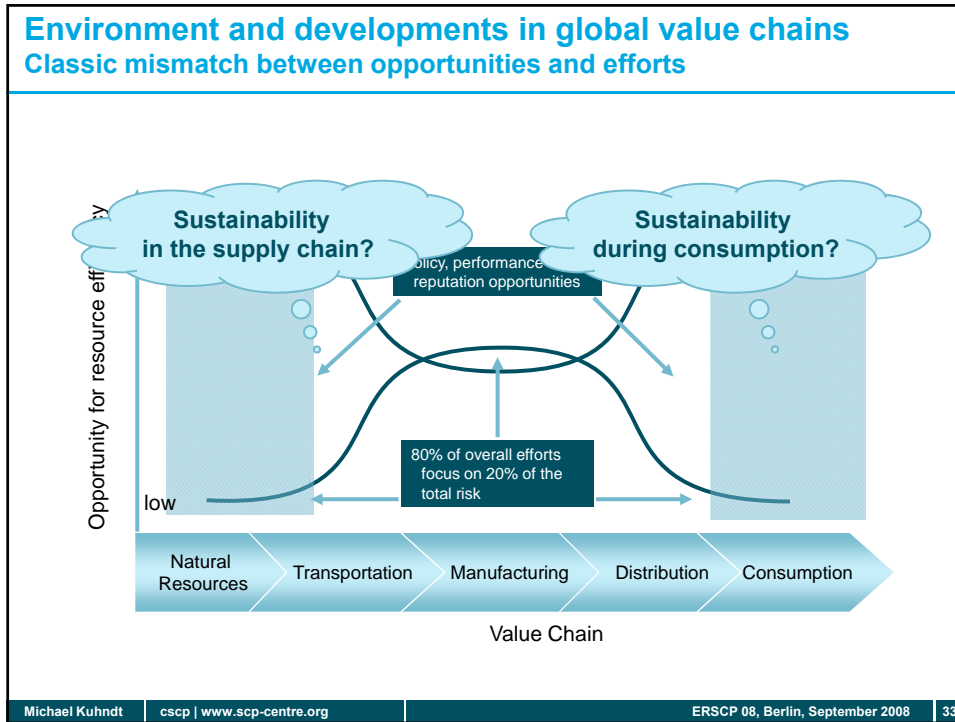 Environment and developments in global value chains
Classic mismatch between opportunities and efforts
Sustainability
in the supply chain?
Sustainability
during consumption?
Opportunity for resource
policy, performance
reputation opportunities
80% of overall efforts
focus on 20% of the
total risk
low
Natural
Resources
Transportation
Manufacturing
Distribution
Consumption
Value Chain
Michael Kuhndt
cscp | www.scp-centre.org
ERSCP 08, Berlin, September 2008
33